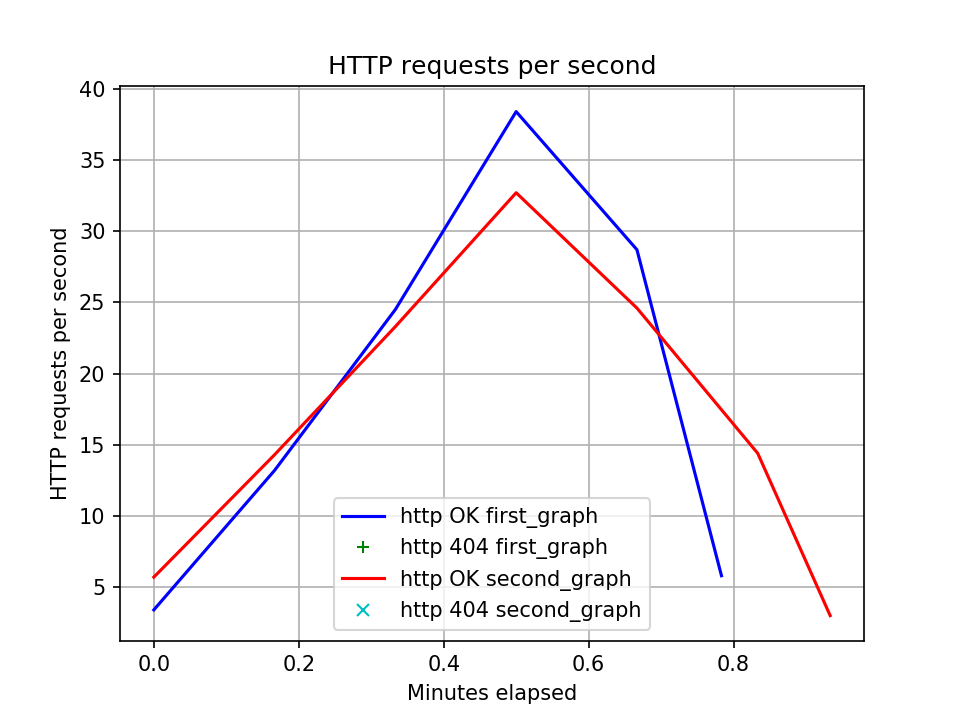 HTTP requests per second
40
35
30
25
20
15
10
5
HTTP requests per second
http OK first_graph
http 404 first_graph
http OK second_graph
http 404 second_graph
0.0 0.2 0.4 0.6 0.8
Minutes elapsed